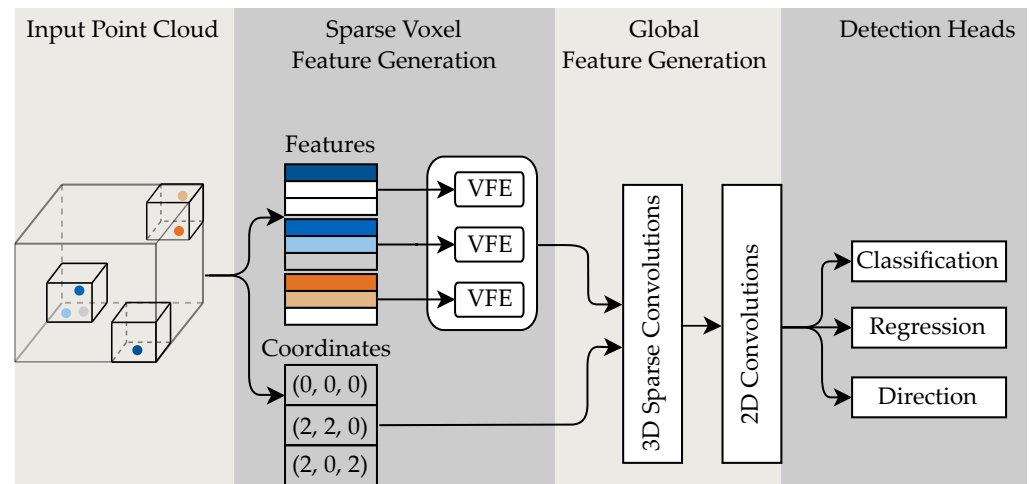 Input Point Cloud
Sparse Voxel
Feature Generation
Global
Feature Generation
Detection Heads
Features
VFE
VFE
VFE
Coordinates
(0, 0, 0)
(2, 2, 0)
(2, 0, 2)
3D Sparse Convolutions
2D Convolutions
Classification
Regression
Direction